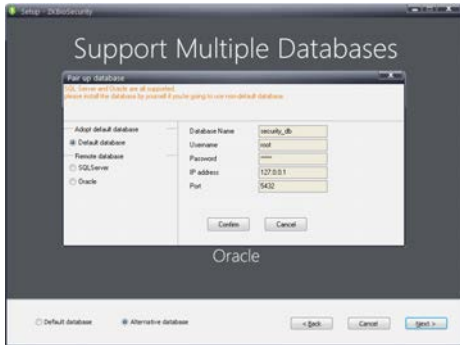 Setup - ZKBioSecurity
Support Multiple Databases
Pair up database
SQL Server and Oracle are all supported,
please install the database by yourself if you're going to use non-default database.
Adopt default database
Default database
Remote database
SQLServer
Oracle
Database Name security_db
Username root
Password
IP address 127.0.0.1
Port 5432
Confirm Cancel
Oracle
Default database Alternative database < Back Cancel Next >